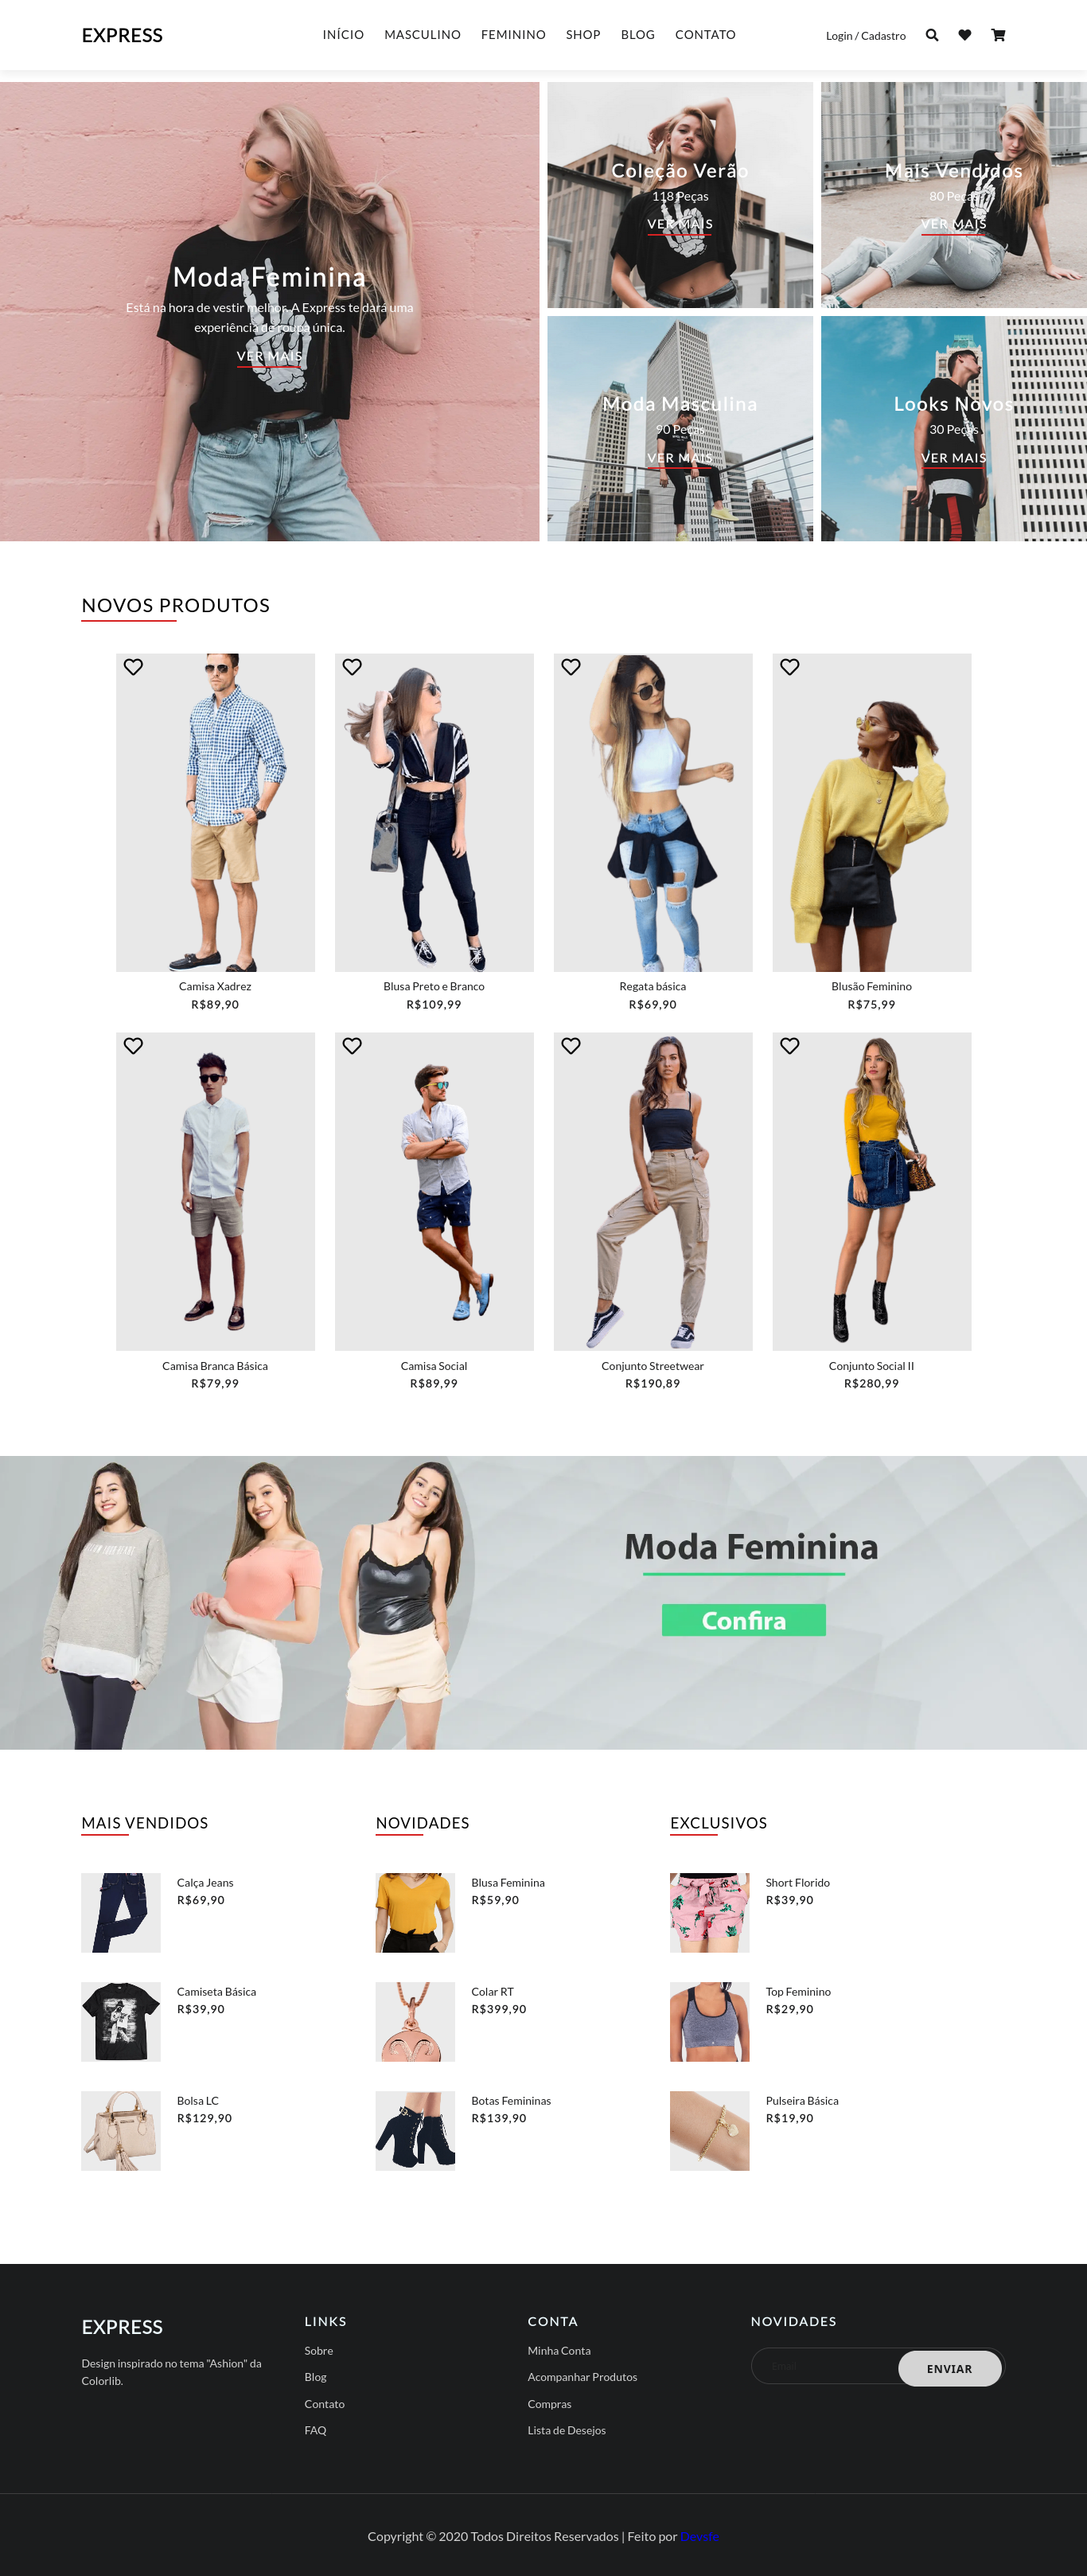 EXPRESS
INÍCIO MASCULINO FEMININO SHOP BLOG CONTATO
Login / Cadastro
Moda Feminina
Está na hora de vestir melhor. A Express te dará uma
experiência de roupa única.
VER MAIS
Coleção Verão
118 Peças
VER MAIS
Mais Vendidos
80 Peças
VER MAIS
Moda Masculina
90 Peças
VER MAIS
Looks Novos
30 Peças
VER MAIS
NOVOS PRODUTOS
Camisa Xadrez
R$89,90
Blusa Preto e Branco
R$109,99
Regata básica
R$69,90
Blusão Feminino
R$75,99
Camisa Branca Básica
R$79,99
Camisa Social
R$89,99
Conjunto Streetwear
R$190,89
Conjunto Social II
R$280,99
Moda Feminina
Confira
MAIS VENDIDOS
Calça Jeans
R$69,90
Camiseta Básica
R$39,90
Bolsa LC
R$129,90
NOVIDADES
Blusa Feminina
R$59,90
Colar RT
R$399,90
Botas Femininas
R$139,90
EXCLUSIVOS
Short Florido
R$39,90
Top Feminino
R$29,90
Pulseira Básica
R$19,90
EXPRESS
Design inspirado no tema "Ashion" da
Colorlib.
LINKS
Sobre
Blog
Contato
FAQ
CONTA
Minha Conta
Acompanhar Produtos
Compras
Lista de Desejos
NOVIDADES
Email
ENVIAR
Copyright © 2020 Todos Direitos Reservados | Feito por